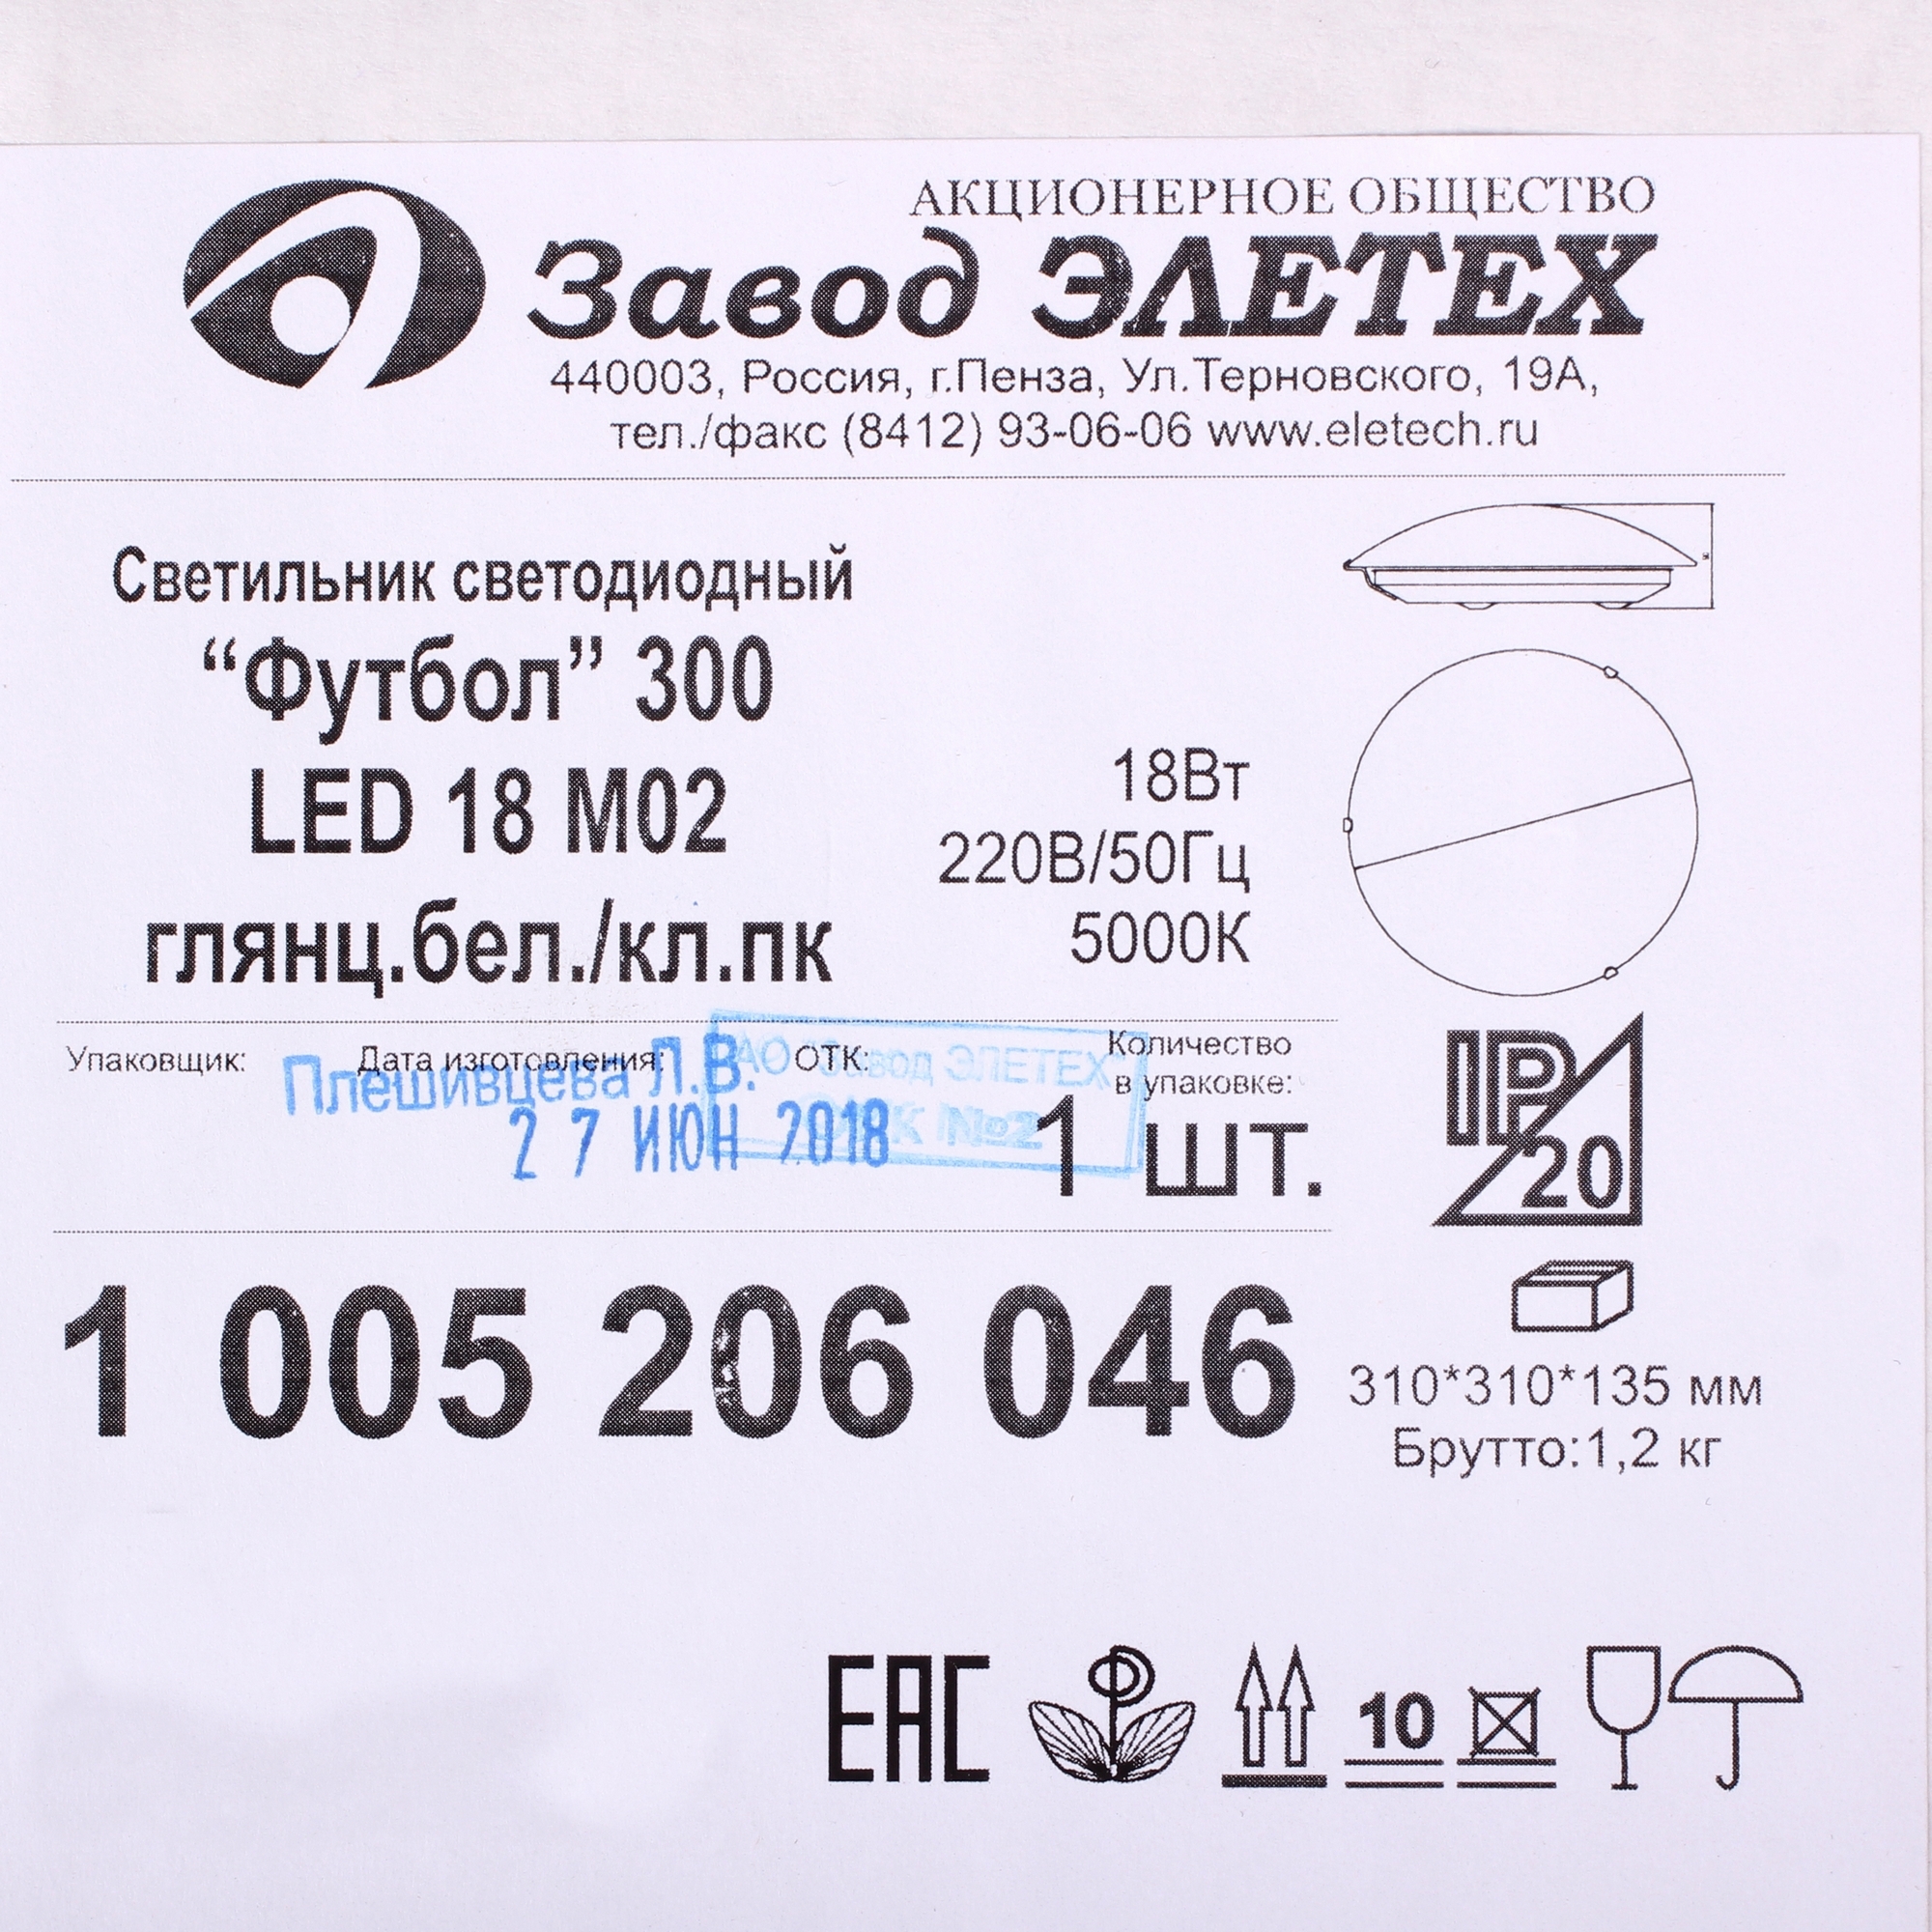 АКЦИОНЕРНОЕ ОБЩЕСТВО
Завод ЭЛЕТЕХ
440003, Россия, г.Пенза, Ул.Терновского, 19А,
тел./факс (8412) 93-06-06 www.eletech.ru
Светильник светодиодный
“Футбол” 300
LED 18 М02
глянц.бел./кл.пк
18Вт
220В/50Гц
5000К
Упаковщик: Дата изготовления: ОТК: Количество
в упаковке:
Плешивцева Л.В.
АО "Завод ЭЛЕТЕХ"
№2
27 ИЮН 2018
1 шт.
IP
20
1 005 206 046
310*310*135 мм
Брутто:1,2 кг
ЕАС
10